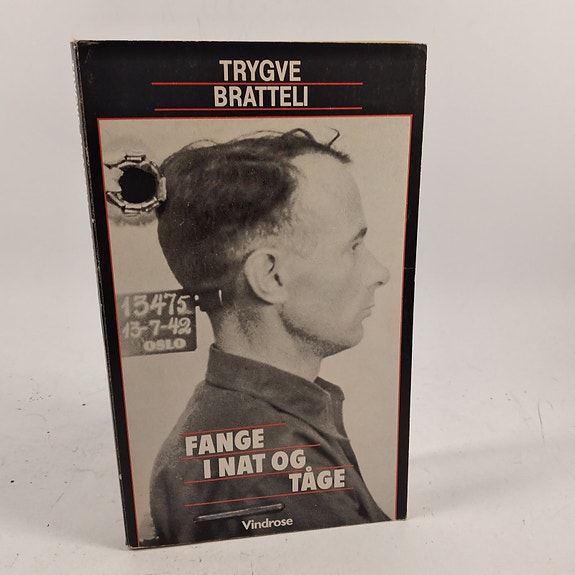 TRYGVE
BRATTELI
13475
13-7-42
OSLO
FANGE
I NAT OG
TÅGE
Vindrose